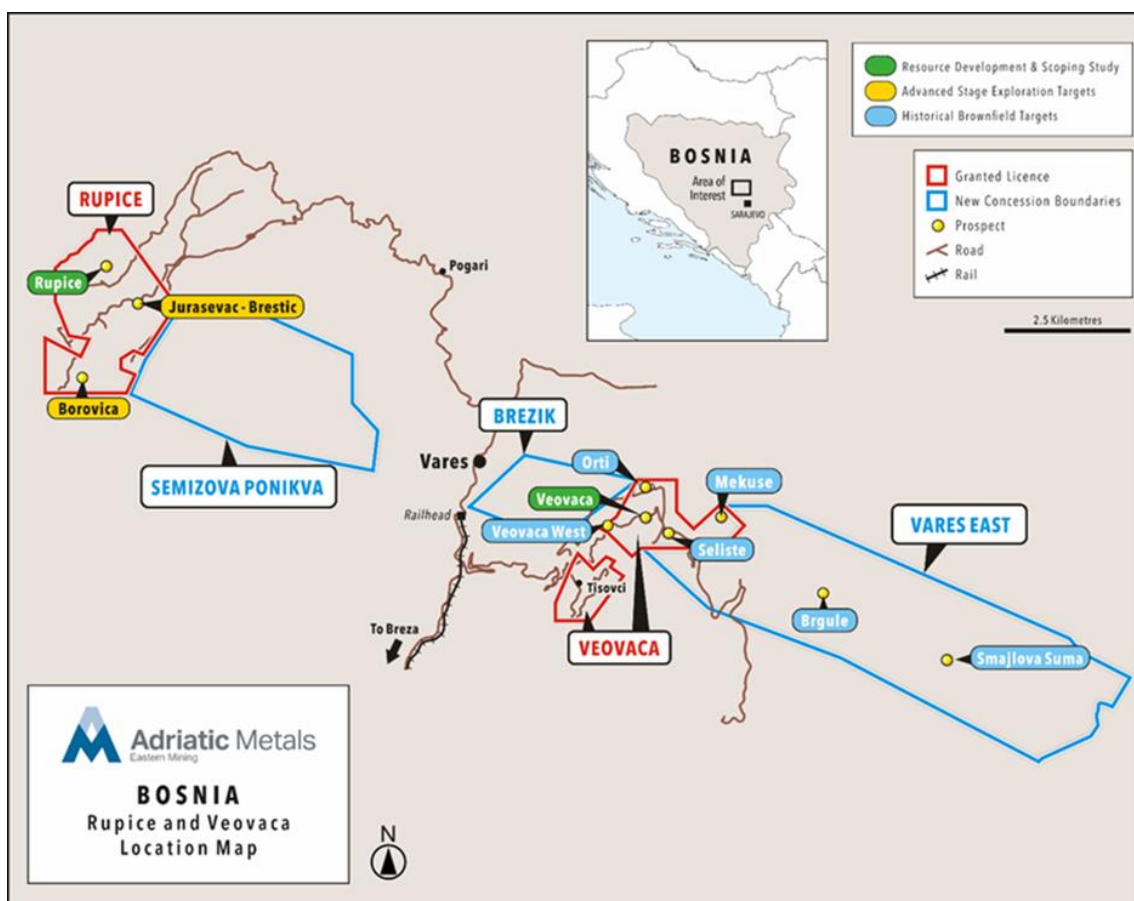 BOSNIA
Area of
Interest
SARAJEVO
Resource Development & Scoping Study
Advanced Stage Exploration Targets
Historical Brownfield Targets
Granted Licence
New Concession Boundaries
Prospect
Road
Rail
2.5 Kilometres
RUPICE
Rupice
Jurasevac - Brestic
Borovica
SEMIZOVA PONIKVA
Pogari
Vares
Railhead
To Breza
BREZIK
Orti
Veovaca
Veovaca West
Mekuse
Seliste
Tisovci
VEOVACA
VARES EAST
Brgule
Smajlova Suma
Adriatic Metals
Eastern Mining
BOSNIA
Rupice and Veovaca
Location Map
N